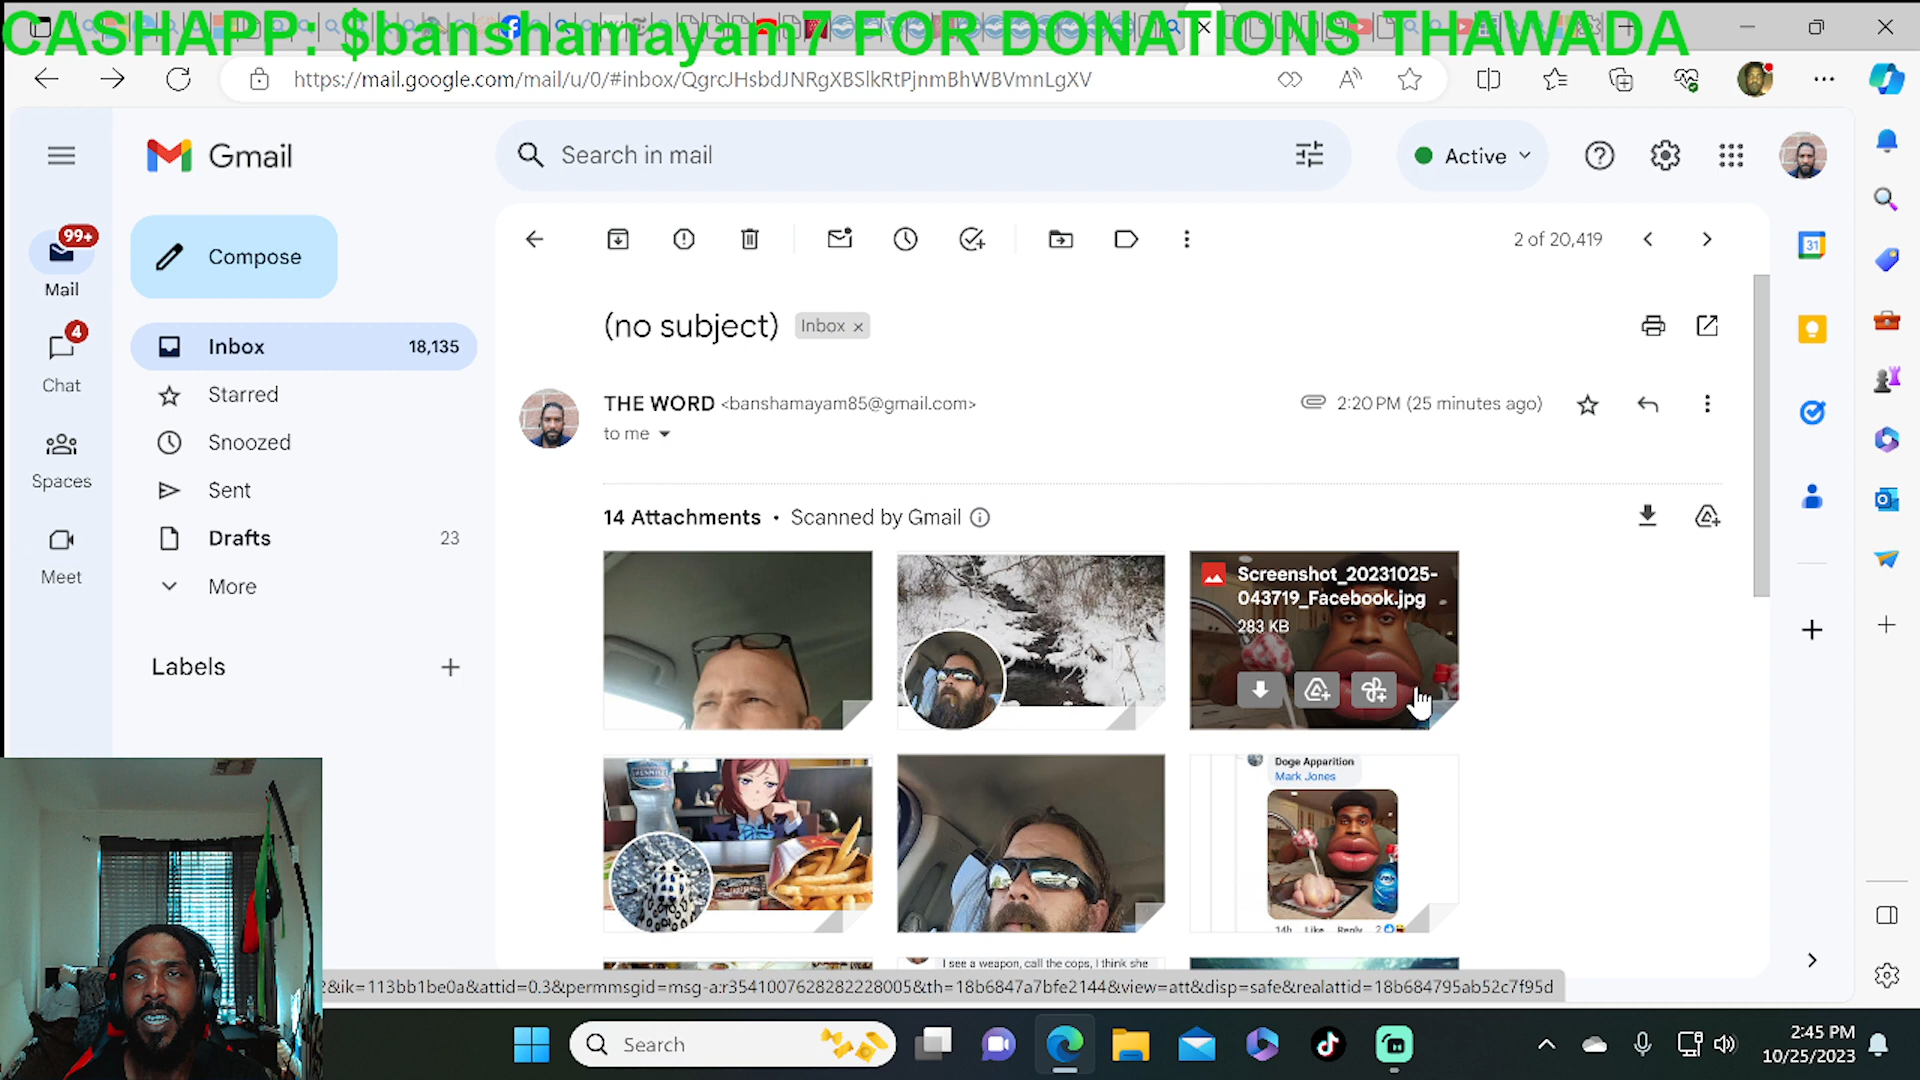 CASHAPP: $banshamayam7 FOR DONATIONS THAWADA
https://mail.google.com/mail/u/0/#inbox/QgrcJHsbdJNRgXBSlkRtPjnmBhWBVmnLgXV
Gmail
Search in mail
Active
99+
Mail
Compose
2 of 20,419
4
Chat
Inbox 18,135
(no subject) Inbox ×
Starred
Snoozed
Spaces
Sent
THE WORD <banshamayam85@gmail.com>
2:20 PM (25 minutes ago)
to me
Drafts 23
Meet
More
14 Attachments • Scanned by Gmail
Labels
Screenshot_20231025-
043719_Facebook.jpg
283 KB
31
Doge Apparition
Mark Jones
14h Like Reply 2
I see a weapon, call the cops, I think she
&ik=113bb1be0a&attid=0.3&permmsgid=msg-a:r3541007628282228005&th=18b6847a7bfe2144&view=att&disp=safe&realattid=18b684795ab52c7f95d
Search
2:45 PM
10/25/2023